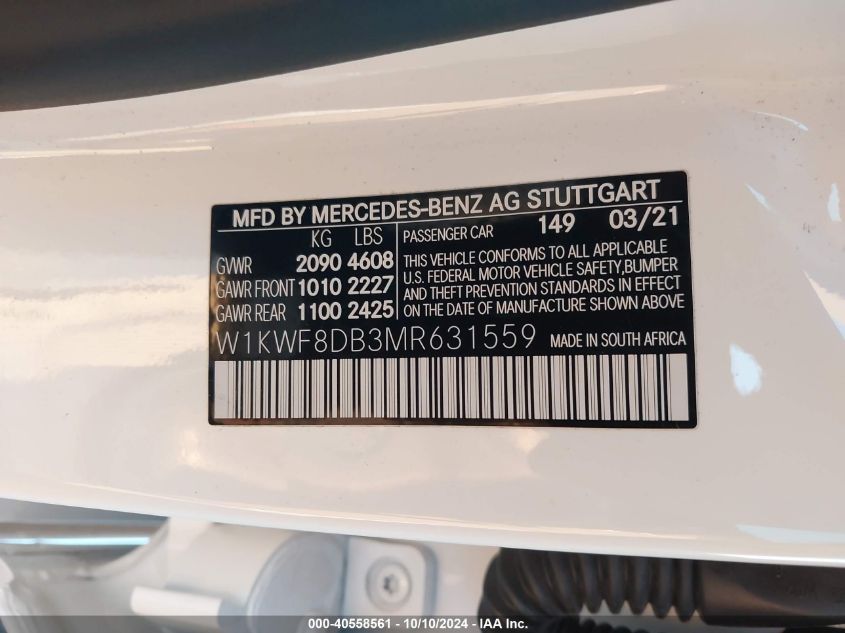 MFD BY MERCEDES-BENZ AG STUTTGART
KG LBS
GVWR 2090 4608
GAWR FRONT 1010 2227
GAWR REAR 1100 2425
PASSENGER CAR 149 03/21
THIS VEHICLE CONFORMS TO ALL APPLICABLE
U.S. FEDERAL MOTOR VEHICLE SAFETY,BUMPER
AND THEFT PREVENTION STANDARDS IN EFFECT
ON THE DATE OF MANUFACTURE SHOWN ABOVE
W1KWF8DB3MR631559 MADE IN SOUTH AFRICA
000-40558561 - 10/10/2024 - IAA Inc.